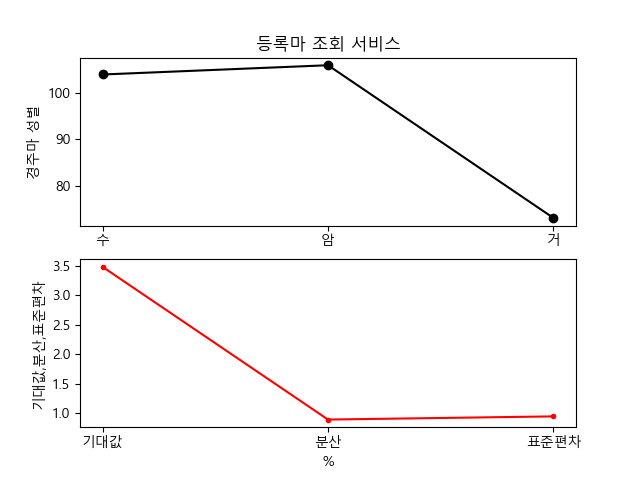 등록마 조회 서비스
경주마 성별
100
90
80
수 암 거
기대값,분산,표준편차
3.5
3.0
2.5
2.0
1.5
1.0
기대값 분산 표준편차
%